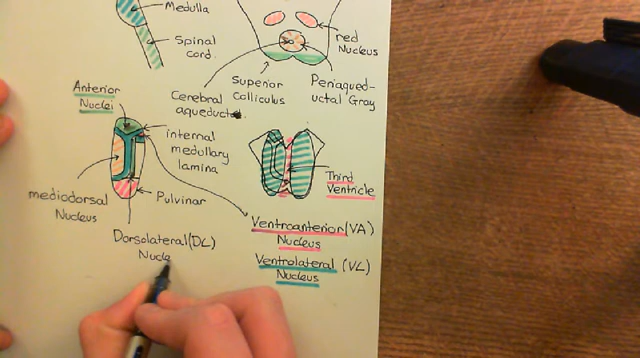 Medulla
Spinal
cord.
red
Nucleus
Superior
Colliculus
Periaqued-
uctal Gray
Cerebral
aqueduct
Anterior
Nuclei
internal
medullary
lamina
mediodorsal
Nucleus
Pulvinar
Third
Ventricle
Ventroanterior (VA)
Nucleus
Ventrolateral (VL)
Nucleus
Dorsolateral (DL)
Nucle